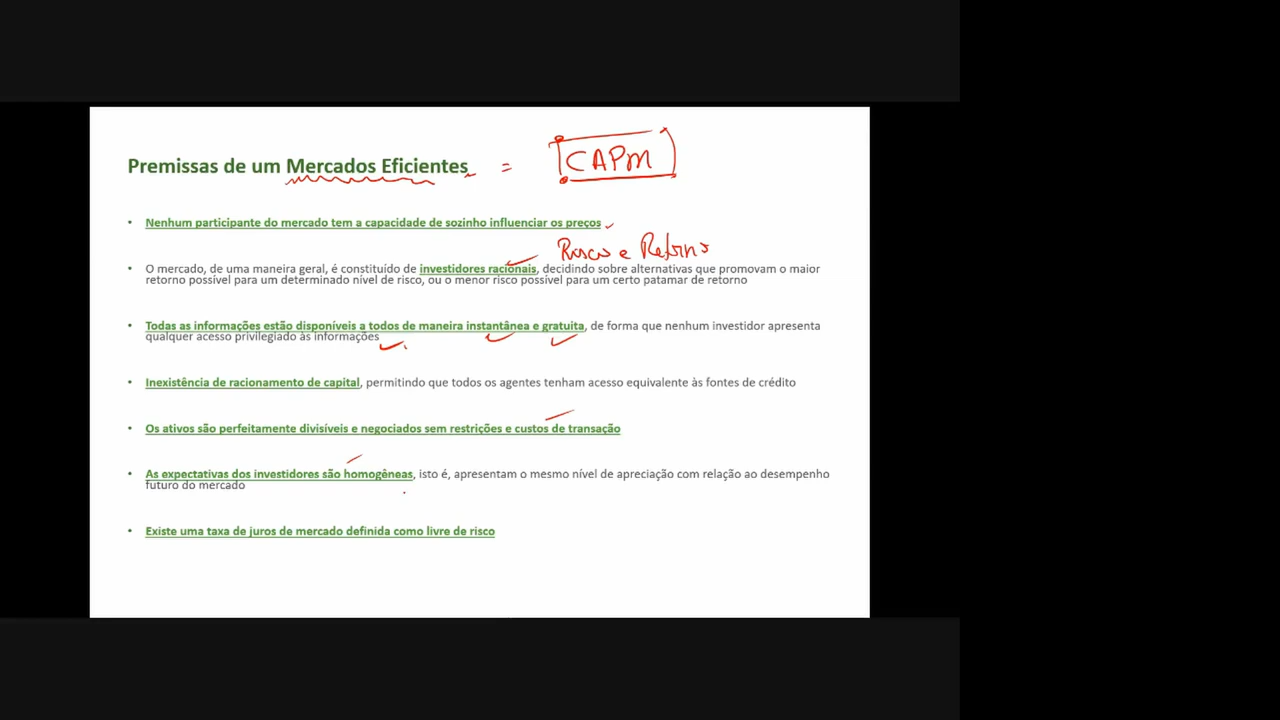 Premissas de um Mercados Eficientes = CAPM
• Nenhum participante do mercado tem a capacidade de sozinho influenciar os preços
Risco e Retorno
• O mercado, de uma maneira geral, é constituído de investidores racionais, decidindo sobre alternativas que promovam o maior
retorno possível para um determinado nível de risco, ou o menor risco possível para um certo patamar de retorno
• Todas as informações estão disponíveis a todos de maneira instantânea e gratuita, de forma que nenhum investidor apresenta
qualquer acesso privilegiado às informações
• Inexistência de racionamento de capital, permitindo que todos os agentes tenham acesso equivalente às fontes de crédito
• Os ativos são perfeitamente divisíveis e negociados sem restrições e custos de transação
• As expectativas dos investidores são homogêneas, isto é, apresentam o mesmo nível de apreciação com relação ao desempenho
futuro do mercado
• Existe uma taxa de juros de mercado definida como livre de risco